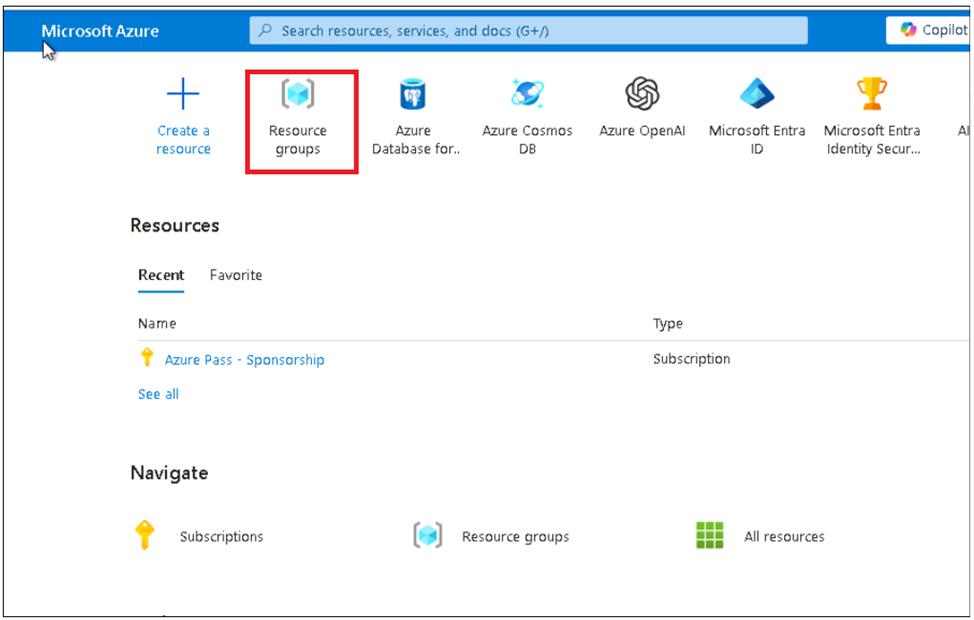 Microsoft Azure
Search resources, services, and docs (G+/)
Copilot
Create a
resource
Resource
groups
Azure
Database for..
Azure Cosmos
DB
Azure OpenAI
Microsoft Entra
ID
Microsoft Entra
Identity Secur...
Resources
Recent Favorite
Name Type
Azure Pass - Sponsorship Subscription
See all
Navigate
Subscriptions Resource groups All resources